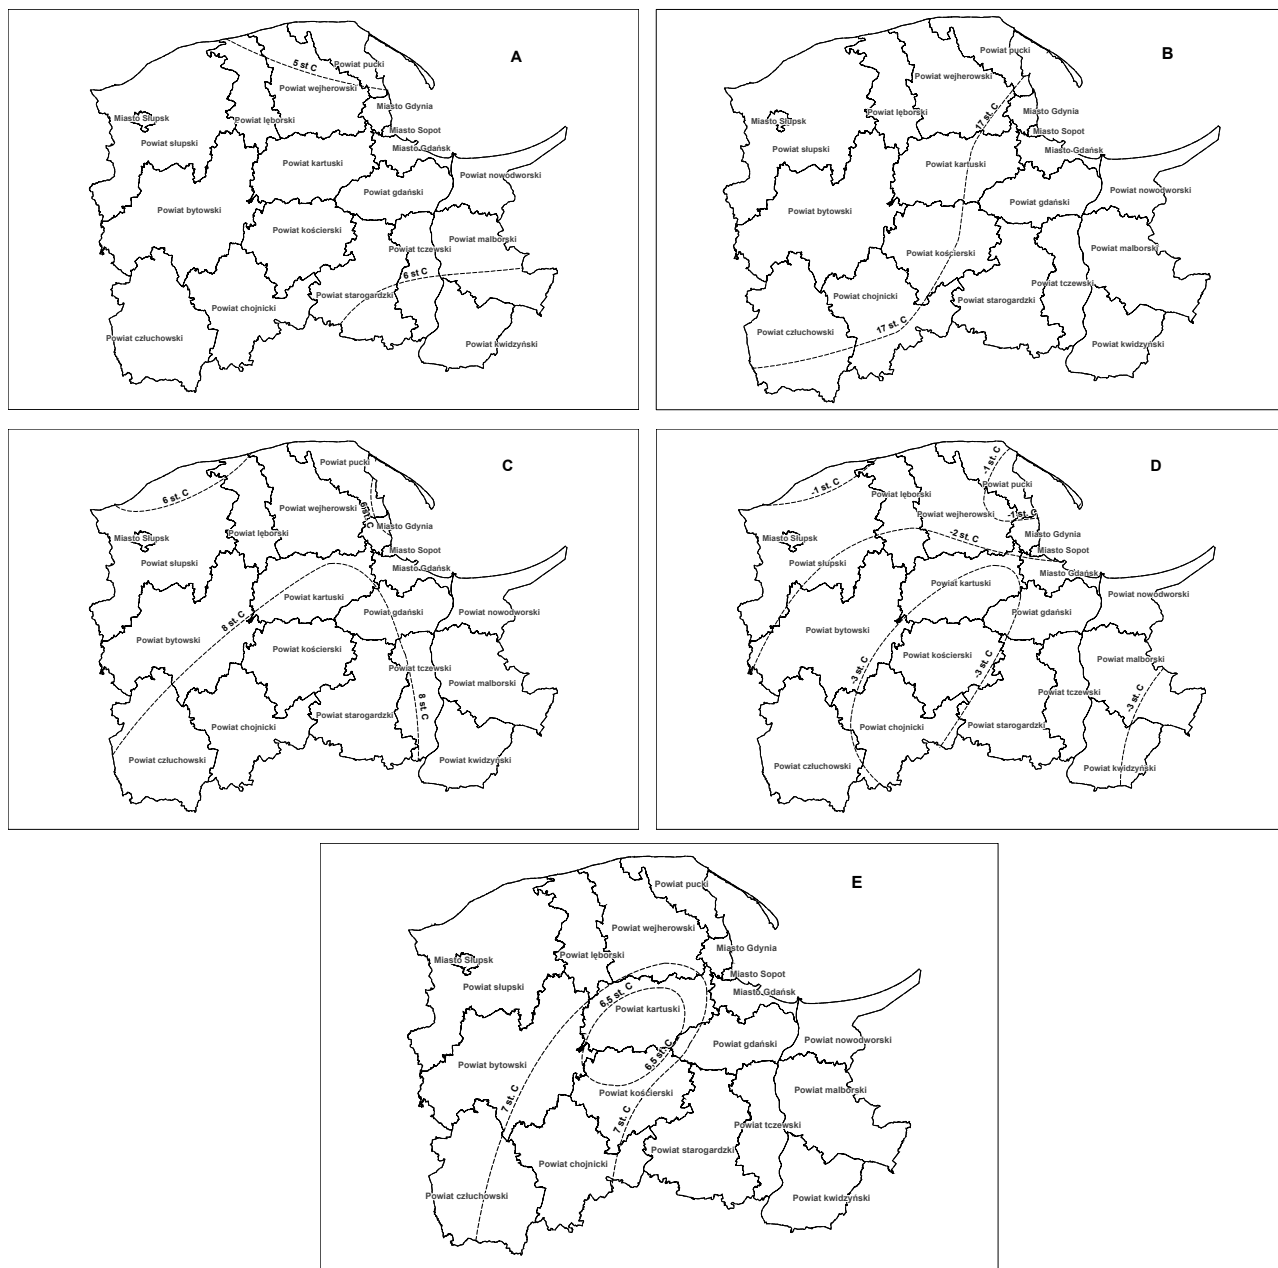 A
5 st C
Powiat pucki
Powiat wejherowski
Miasto Gdynia
Miasto Słupsk
Powiat lęborski
Miasto Sopot
Powiat słupski
Miasto Gdańsk
Powiat kartuski
Powiat nowodworski
Powiat gdański
Powiat bytowski
Powiat kościerski
Powiat malborski
Powiat tczewski
6 st C
Powiat starogardzki
Powiat chojnicki
Powiat człuchowski
Powiat kwidzyński
B
Powiat pucki
Powiat wejherowski
Powiat lęborski
Miasto Gdynia
17 st. C
Miasto Słupsk
Miasto Sopot
Powiat słupski
Miasto Gdańsk
Powiat kartuski
Powiat nowodworski
Powiat gdański
Powiat bytowski
Powiat malborski
Powiat kościerski
Powiat tczewski
Powiat chojnicki
Powiat starogardzki
17 st. C
Powiat człuchowski
Powiat kwidzyński
C
Powiat pucki
6 st. C
Powiat wejherowski
6 st. C
Miasto Gdynia
Powiat lęborski
Miasto Słupsk
Miasto Sopot
Powiat słupski
Miasto Gdańsk
Powiat kartuski
Powiat gdański
Powiat nowodworski
8 st. C
Powiat bytowski
Powiat kościerski
Powiat tczewski
Powiat malborski
8 st. C
Powiat starogardzki
Powiat chojnicki
Powiat człuchowski
Powiat kwidzyński
D
-1 st. C
Powiat pucki
-1 st. C
Powiat lęborski
Powiat wejherowski
-1 st. C
-2 st. C
Miasto Gdynia
Miasto Słupsk
Miasto Sopot
Powiat słupski
Miasto Gdańsk
Powiat kartuski
Powiat nowodworski
Powiat gdański
Powiat bytowski
Powiat kościerski
Powiat malborski
-3 st. C
-3 st. C
Powiat tczewski
-3 st. C
Powiat chojnicki
Powiat starogardzki
Powiat człuchowski
Powiat kwidzyński
E
Powiat pucki
Powiat wejherowski
Miasto Gdynia
Powiat lęborski
Miasto Słupsk
Miasto Sopot
Powiat słupski
Miasto Gdańsk
6,5 st. C
Powiat kartuski
Powiat nowodworski
Powiat gdański
6,5 st. C
Powiat bytowski
Powiat malborski
Powiat kościerski
7 st. C
7 st. C
Powiat tczewski
Powiat starogardzki
Powiat chojnicki
Powiat człuchowski
Powiat kwidzyński